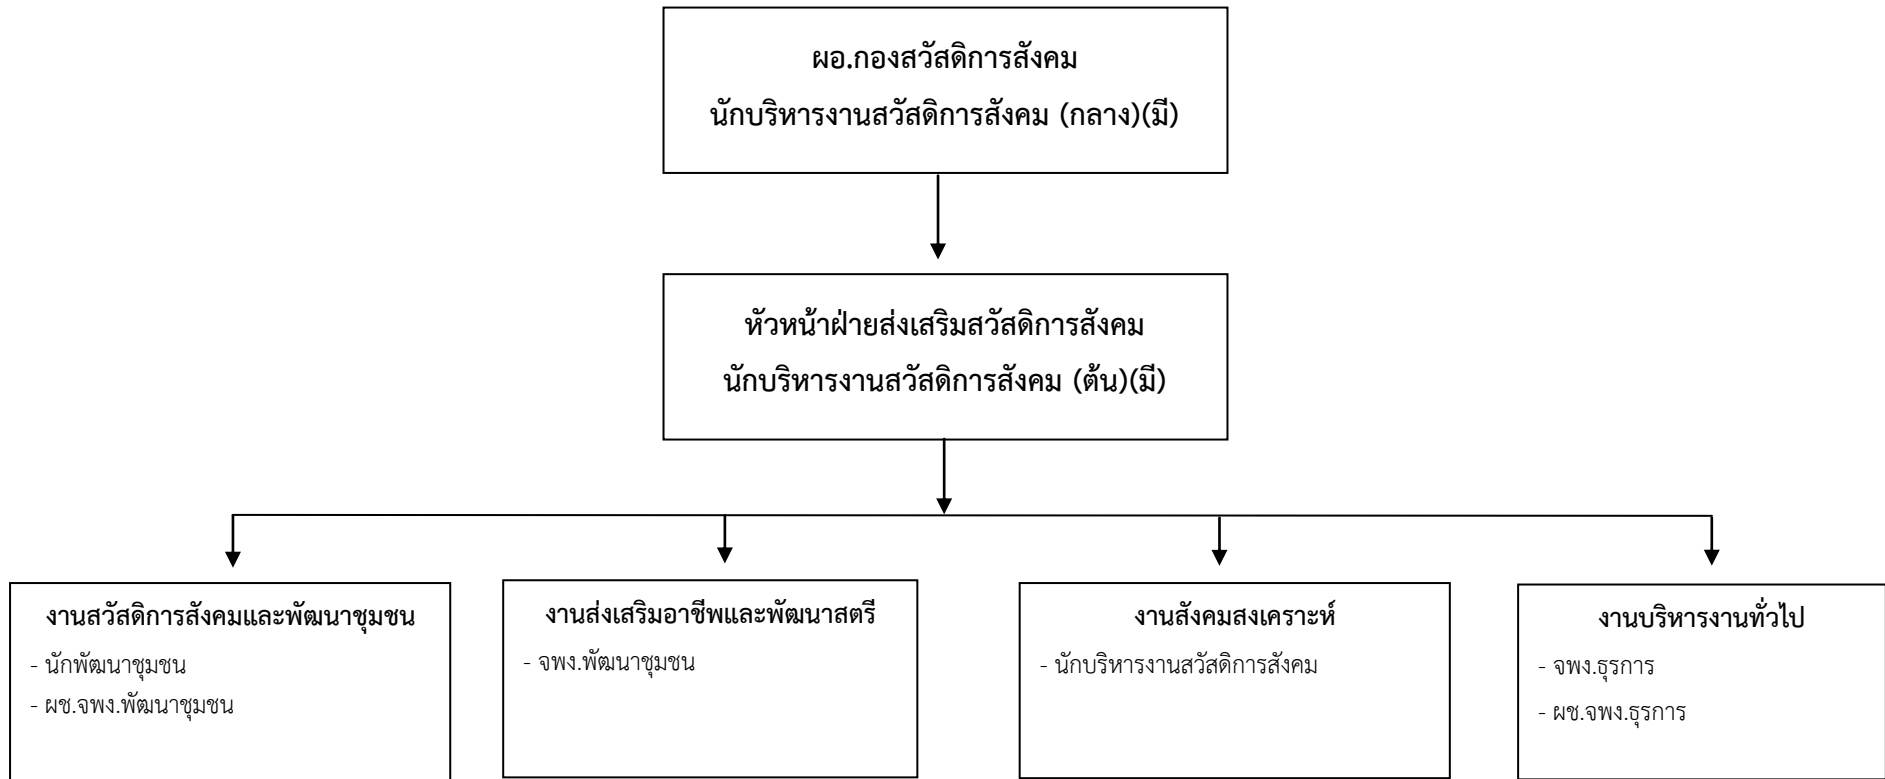 ผอ.กองสวัสดิการสังคม
นักบริหารงานสวัสดิการสังคม (กลาง)(มี)
หัวหน้าฝ่ายส่งเสริมสวัสดิการสังคม
นักบริหารงานสวัสดิการสังคม (ต้น)(มี)
งานสวัสดิการสังคมและพัฒนาชุมชน
- นักพัฒนาชุมชน
- ผช.จพง.พัฒนาชุมชน
งานส่งเสริมอาชีพและพัฒนาสตรี
- จพง.พัฒนาชุมชน
งานสังคมสงเคราะห์
- นักบริหารงานสวัสดิการสังคม
งานบริหารงานทั่วไป
- จพง.ธุรการ
- ผช.จพง.ธุรการ